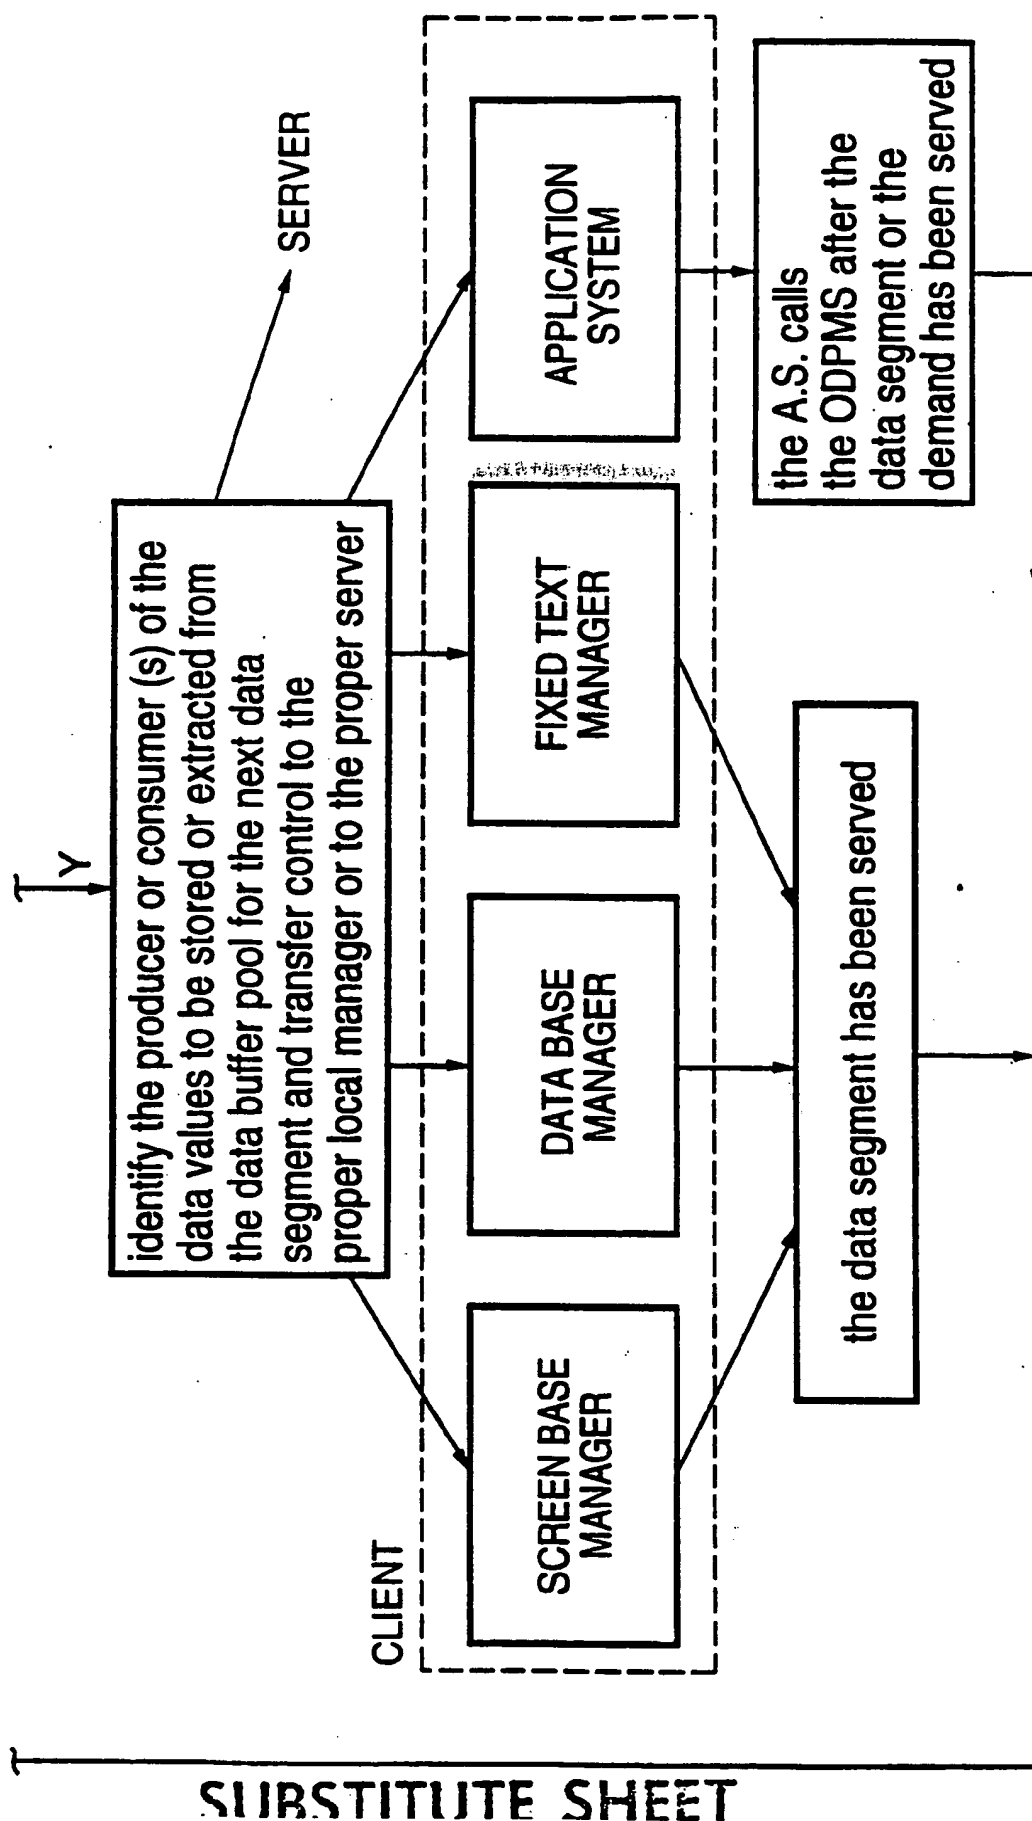 Y
identify the producer or consumer (s) of the
data values to be stored or extracted from
the data buffer pool for the next data
segment and transfer control to the
proper local manager or to the proper server
SERVER
CLIENT
SCREEN BASE
MANAGER
DATA BASE
MANAGER
FIXED TEXT
MANAGER
APPLICATION
SYSTEM
the A.S. calls
the ODPMS after the
data segment or the
demand has been served
the data segment has been served
SUBSTITUTE SHEET